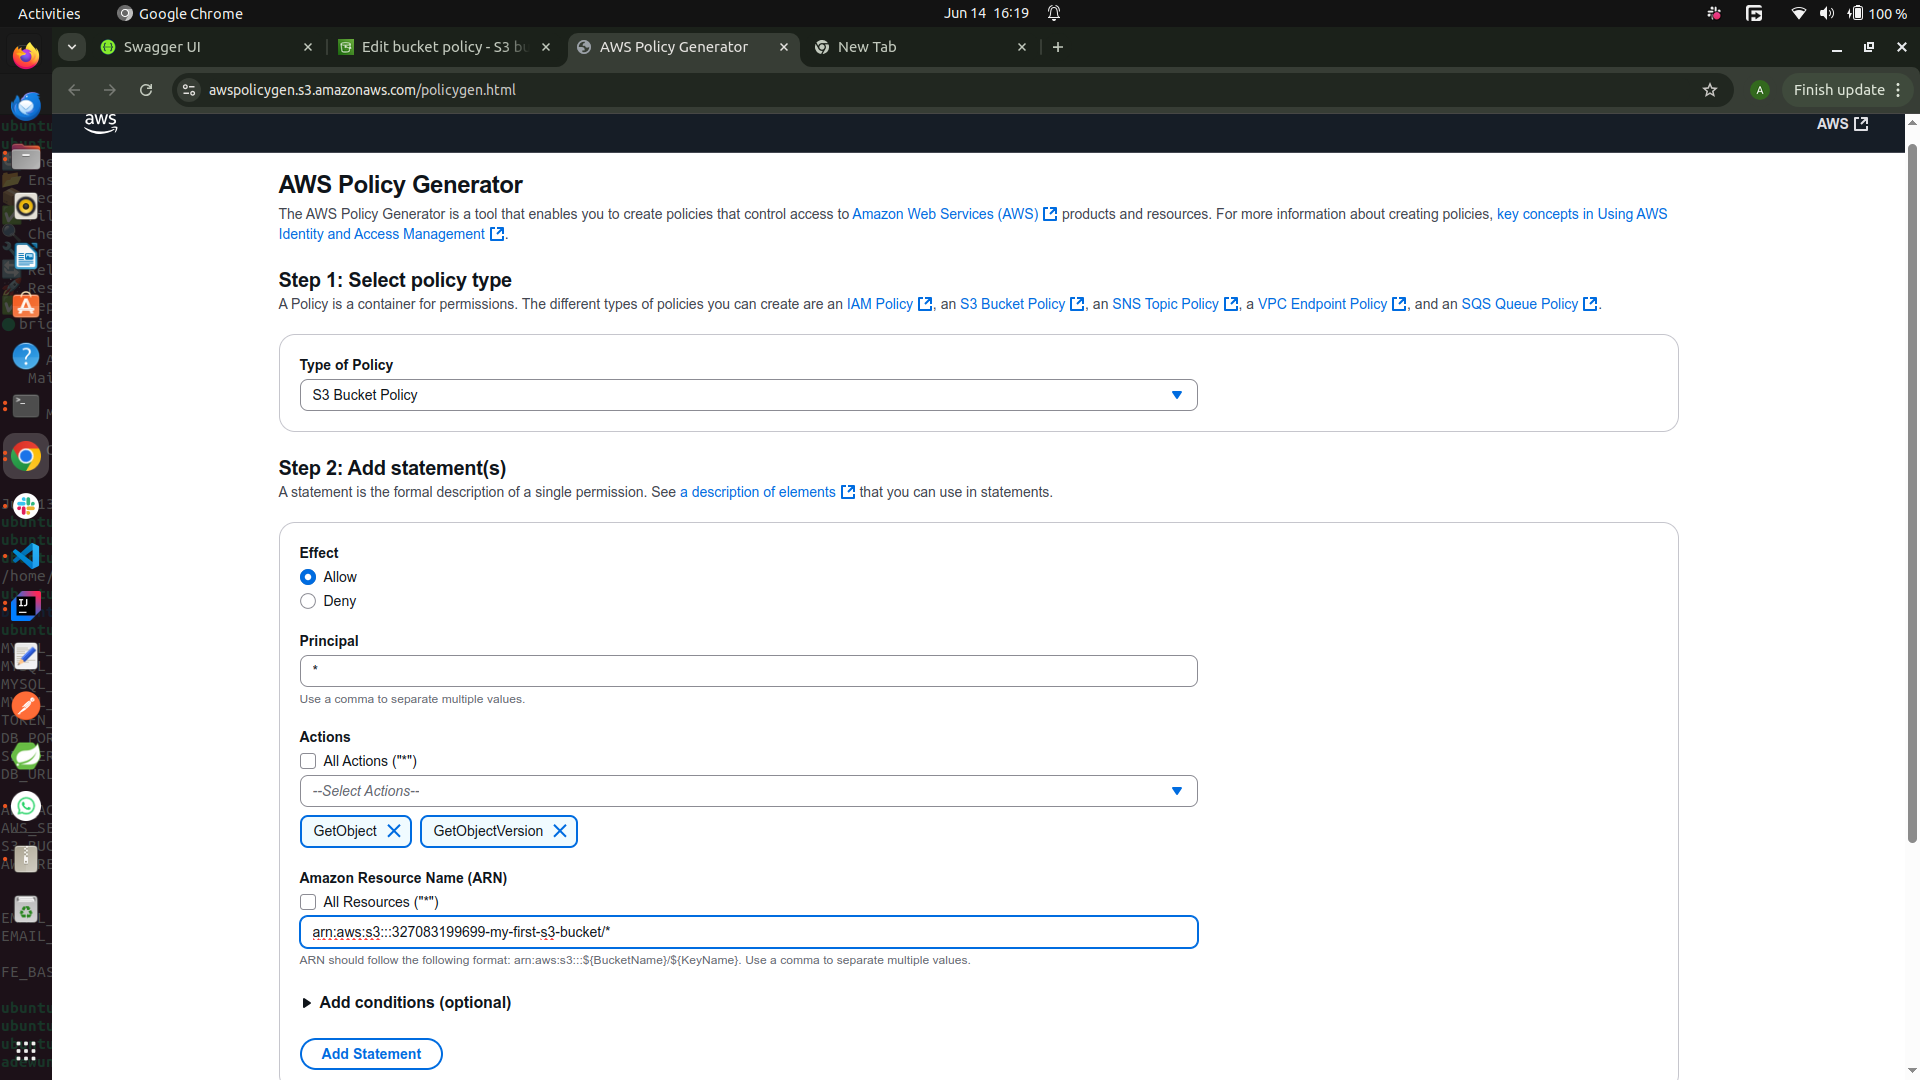 Activities Google Chrome Jun 14 16:19 100 %
Swagger UI Edit bucket policy - S3 bu AWS Policy Generator New Tab
awspolicygen.s3.amazonaws.com/policygen.html A Finish update
aws AWS
AWS Policy Generator
The AWS Policy Generator is a tool that enables you to create policies that control access to Amazon Web Services (AWS) products and resources. For more information about creating policies, key concepts in Using AWS
Identity and Access Management .
Step 1: Select policy type
A Policy is a container for permissions. The different types of policies you can create are an IAM Policy , an S3 Bucket Policy , an SNS Topic Policy , a VPC Endpoint Policy , and an SQS Queue Policy .
Type of Policy
S3 Bucket Policy
Step 2: Add statement(s)
A statement is the formal description of a single permission. See a description of elements that you can use in statements.
Effect
Allow
Deny
Principal
*
Use a comma to separate multiple values.
Actions
All Actions ("*")
--Select Actions--
GetObject GetObjectVersion
Amazon Resource Name (ARN)
All Resources ("*")
arn:aws:s3:::327083199699-my-first-s3-bucket/*
ARN should follow the following format: arn:aws:s3:::${BucketName}/${KeyName}. Use a comma to separate multiple values.
Add conditions (optional)
Add Statement